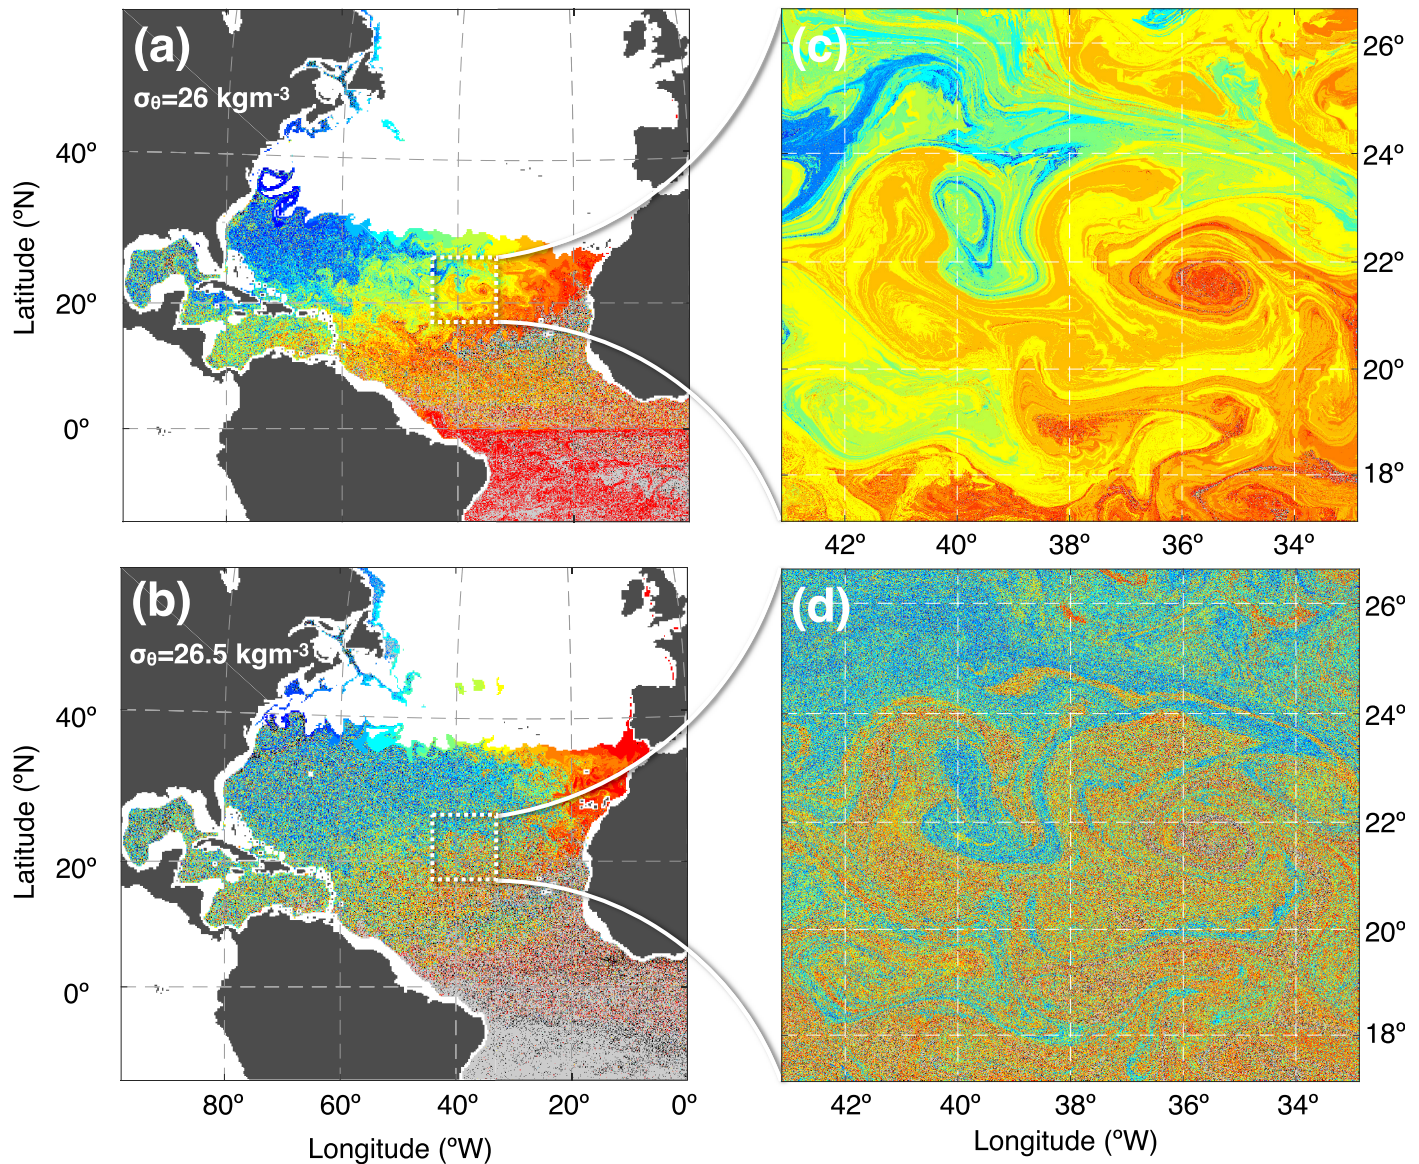 (a)
σθ=26 kgm-3
40º
20º
0º
Latitude (ºN)
(c)
26º
24º
22º
20º
18º
42º 40º 38º 36º 34º
(b)
σθ=26.5 kgm-3
40º
20º
0º
Latitude (ºN)
80º 60º 40º 20º 0º
Longitude (ºW)
(d)
26º
24º
22º
20º
18º
42º 40º 38º 36º 34º
Longitude (ºW)